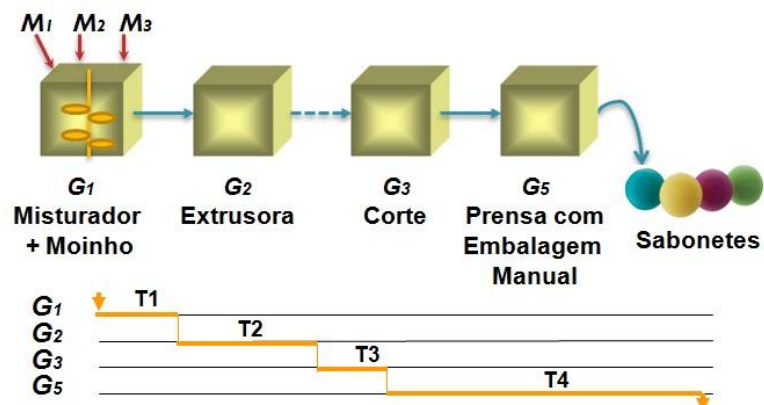 M1 M2 M3
G1 G2 G3 G5
Misturador Extrusora Corte Prensa com
+ Moinho Embalagem Sabonetes
Manual
G1 T1
G2 T2
G3 T3
G5 T4